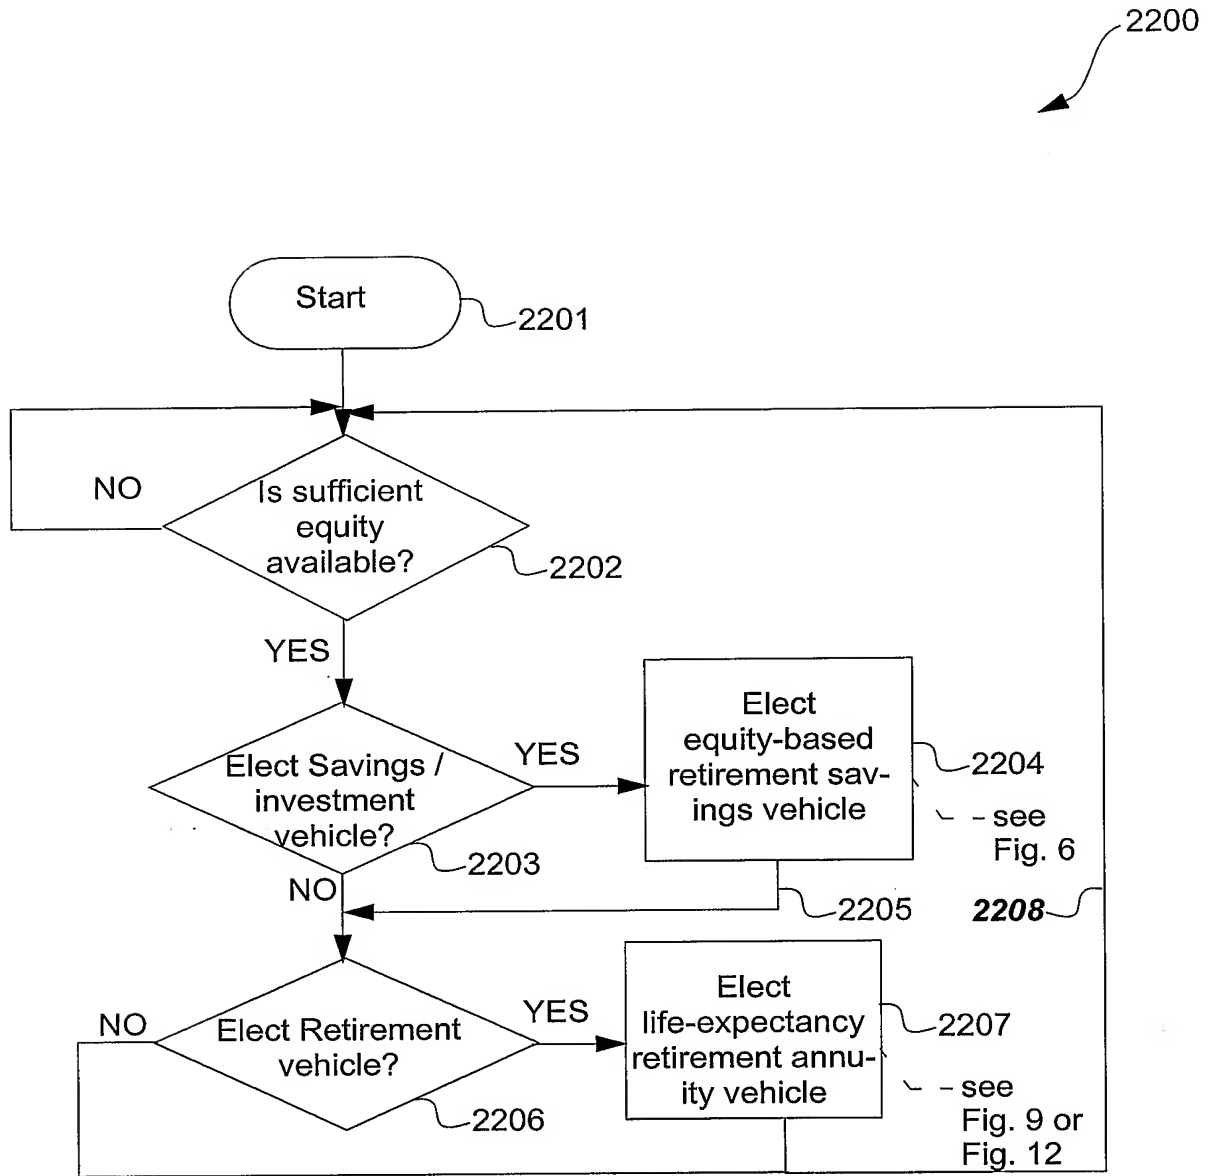 2200
Start
2201
NO
Is sufficient
equity
available?
2202
YES
Elect Savings /
investment
vehicle?
2203
YES
Elect
equity-based
retirement sav-
ings vehicle
2204
see
Fig. 6
NO
2205
2208
NO
Elect Retirement
vehicle?
2206
YES
Elect
life-expectancy
retirement annu-
ity vehicle
2207
see
Fig. 9 or
Fig. 12